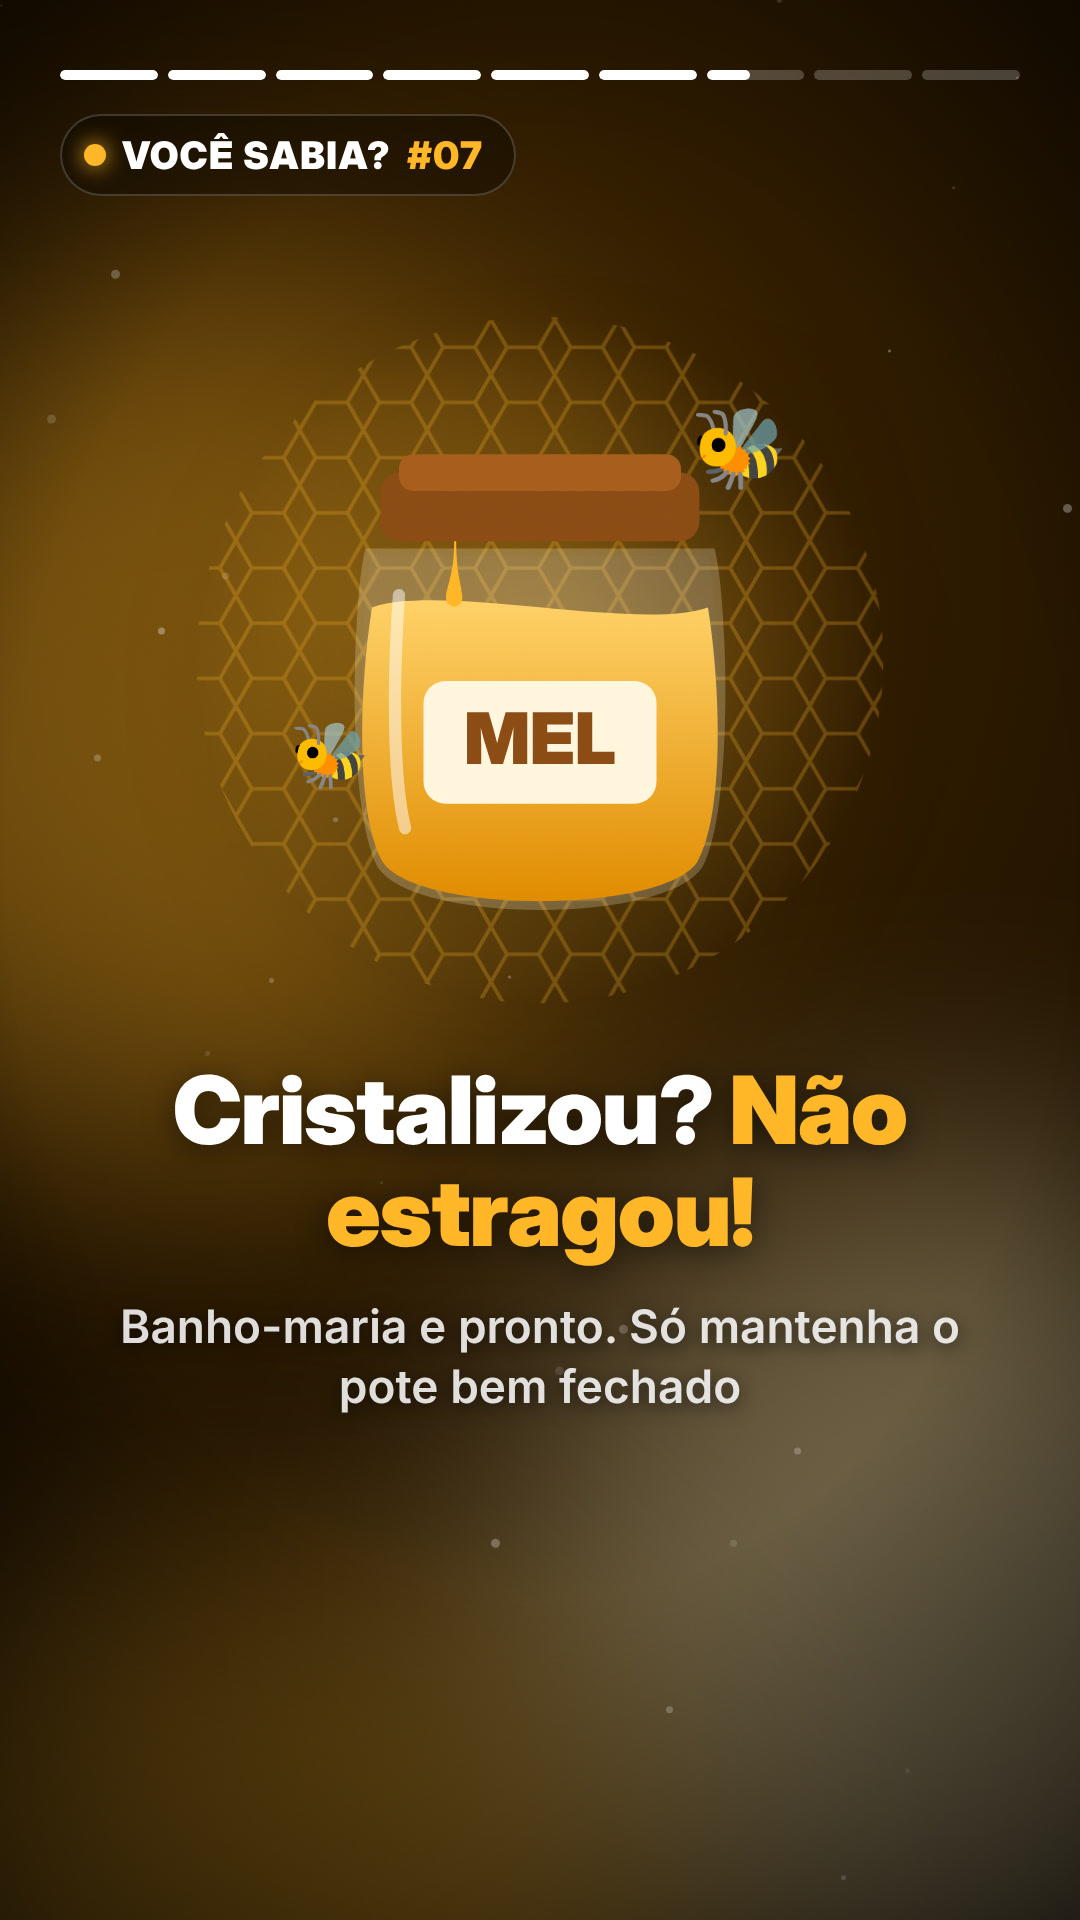 VOCÊ SABIA? #07
MEL
Cristalizou? Não
estragou!
Banho-maria e pronto. Só mantenha o
pote bem fechado